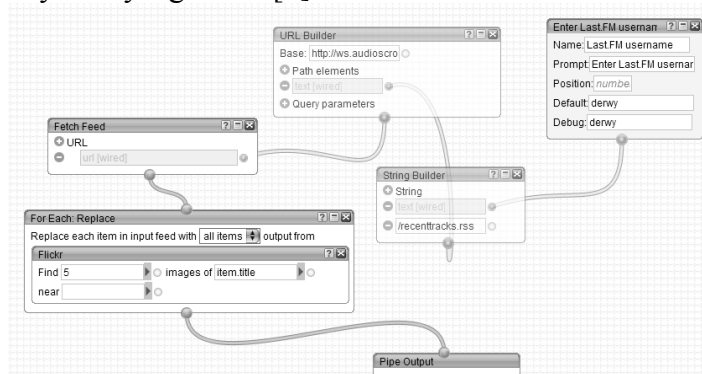 URL Builder
Base: http://ws.audioscro
Path elements
text [wired]
Query parameters
Enter Last.FM usernam
Name: Last.FM username
Prompt: Enter Last.FM usernar
Position: numbe
Default: derwy
Debug: derwy
Fetch Feed
URL
url [wired]
String Builder
String
text [wired]
/recenttracks.rss
For Each: Replace
Replace each item in input feed with all items output from
Flickr
Find 5 images of item.title
near
Pipe Output